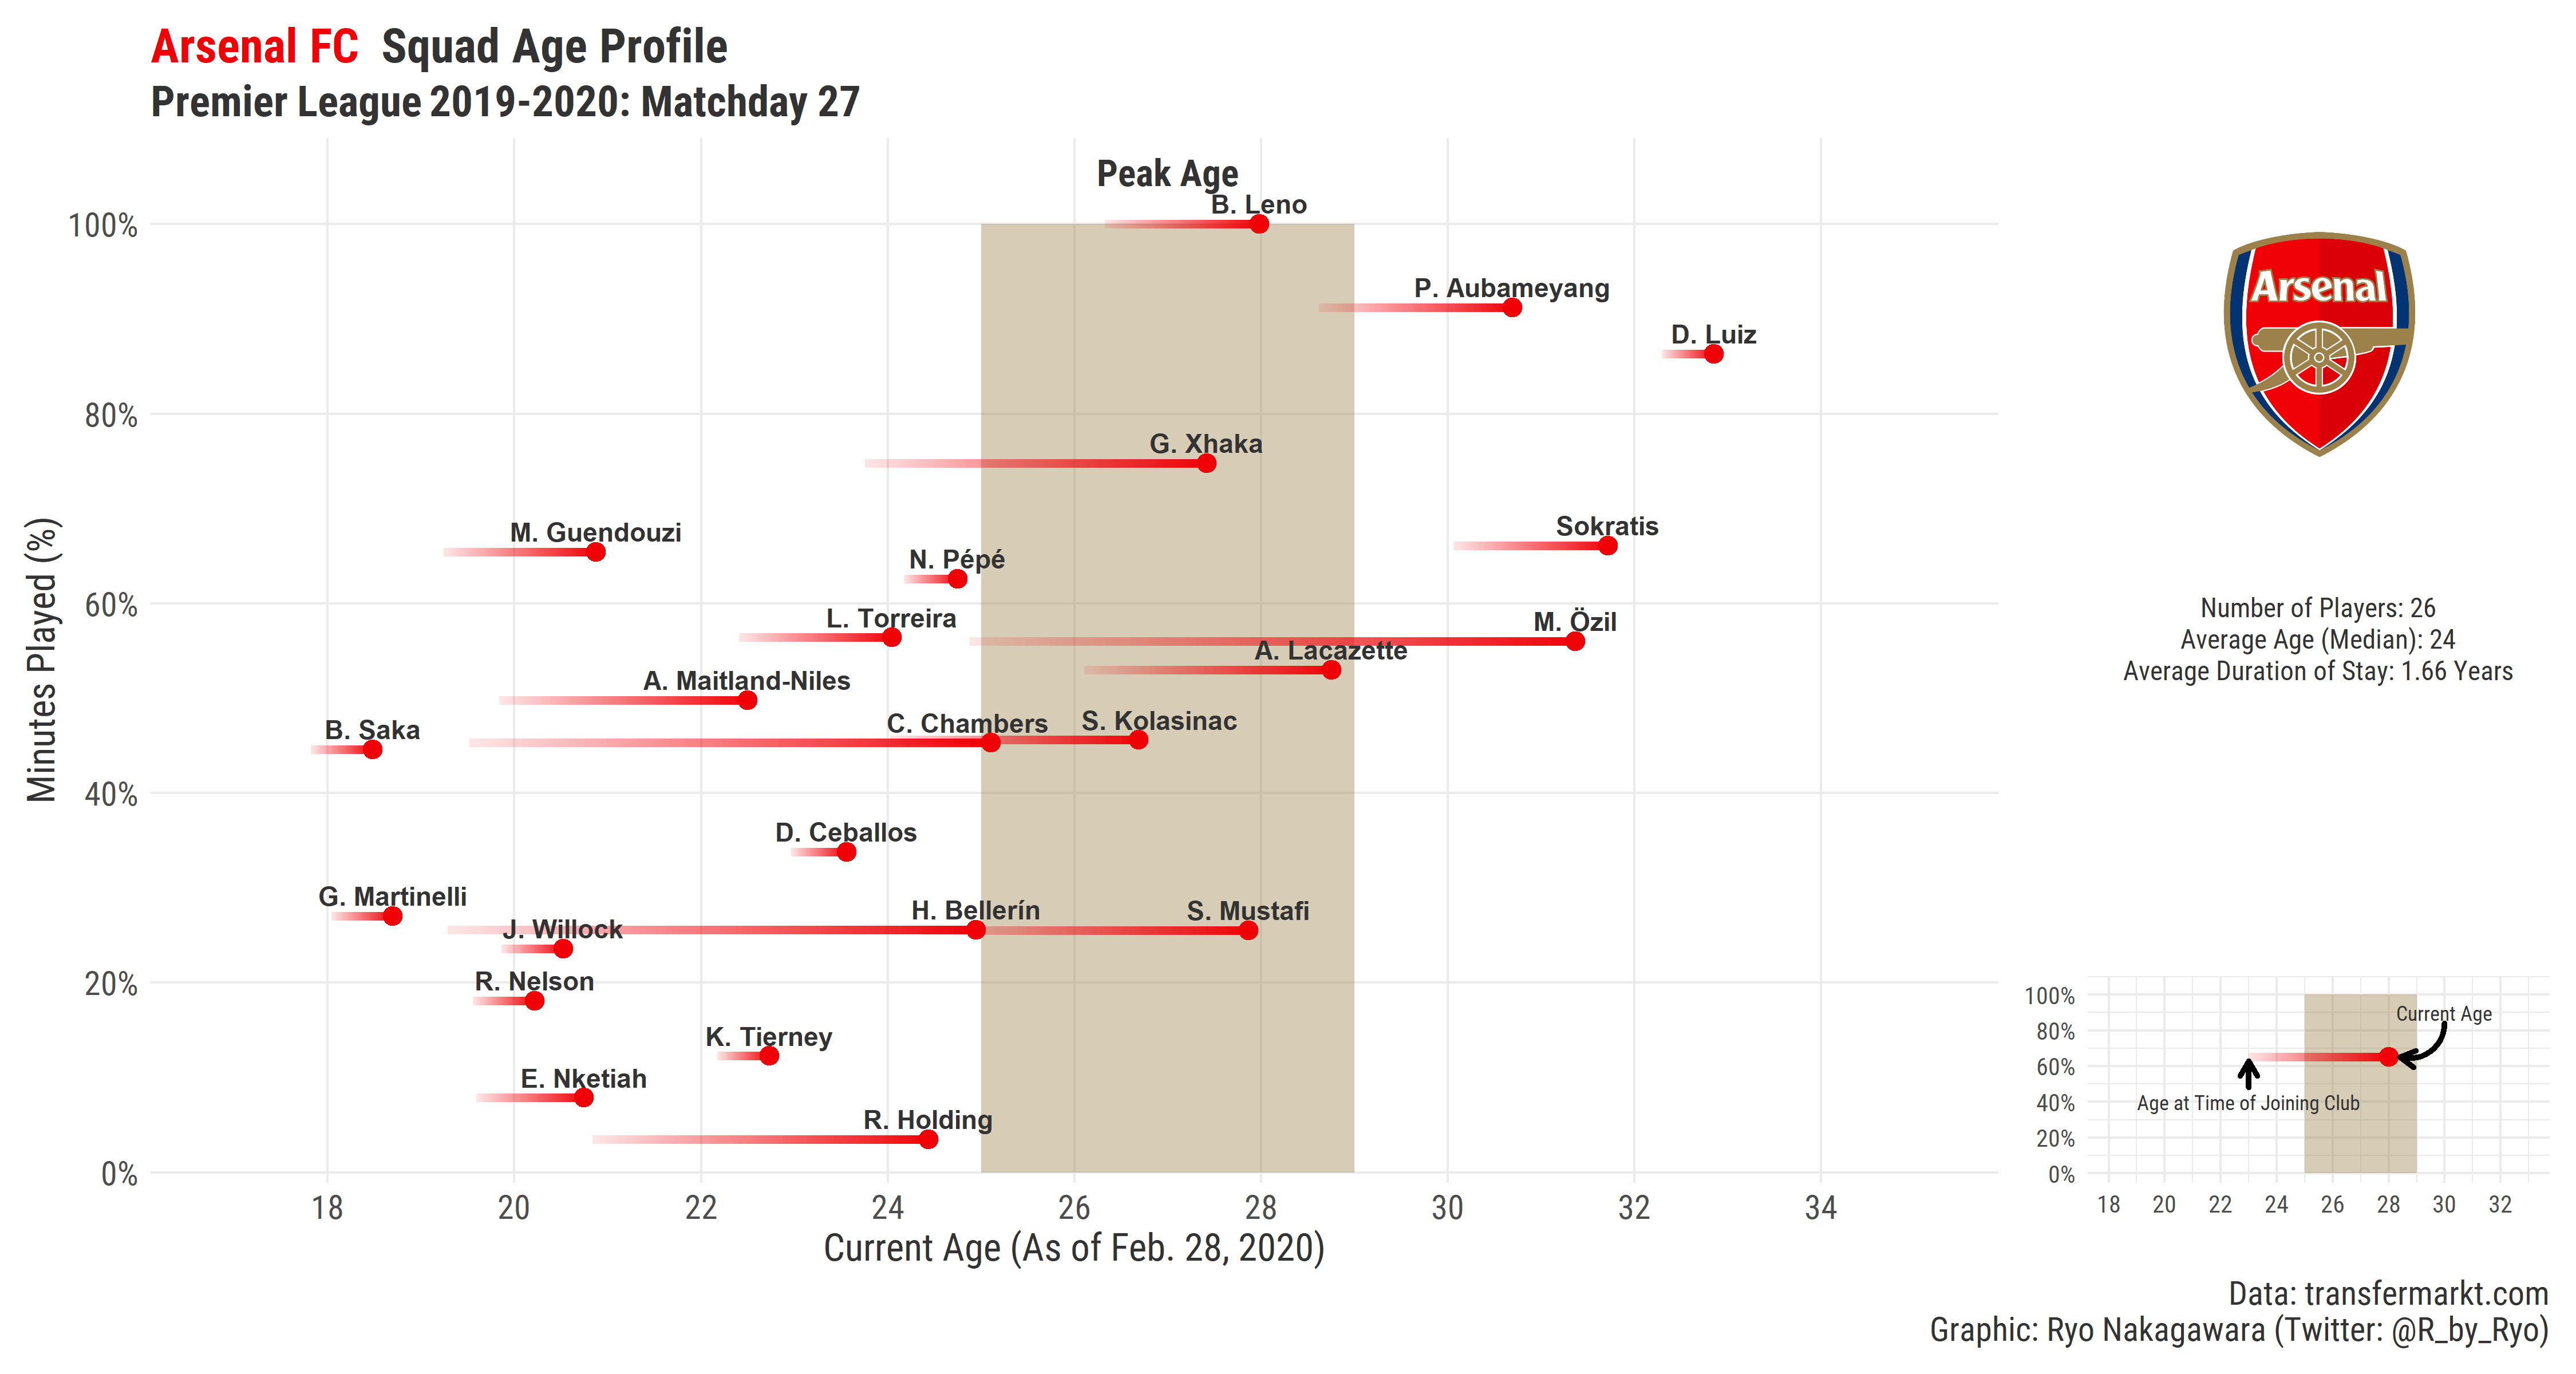 Arsenal FC Squad Age Profile
Premier League 2019-2020: Matchday 27
Peak Age
B. Leno
P. Aubameyang
D. Luiz
G. Xhaka
M. Guendouzi
Sokratis
N. Pépé
L. Torreira
M. Özil
A. Lacazette
A. Maitland-Niles
B. Saka
C. Chambers
S. Kolasinac
D. Ceballos
G. Martinelli
H. Bellerín
S. Mustafi
J. Willock
R. Nelson
K. Tierney
E. Nketiah
R. Holding
Minutes Played (%)
100%
80%
60%
40%
20%
0%
18 20 22 24 26 28 30 32 34
Current Age (As of Feb. 28, 2020)
Arsenal
Number of Players: 26
Average Age (Median): 24
Average Duration of Stay: 1.66 Years
100%
80%
60%
40%
20%
0%
Current Age
Age at Time of Joining Club
18 20 22 24 26 28 30 32
Data: transfermarkt.com
Graphic: Ryo Nakagawara (Twitter: @R_by_Ryo)